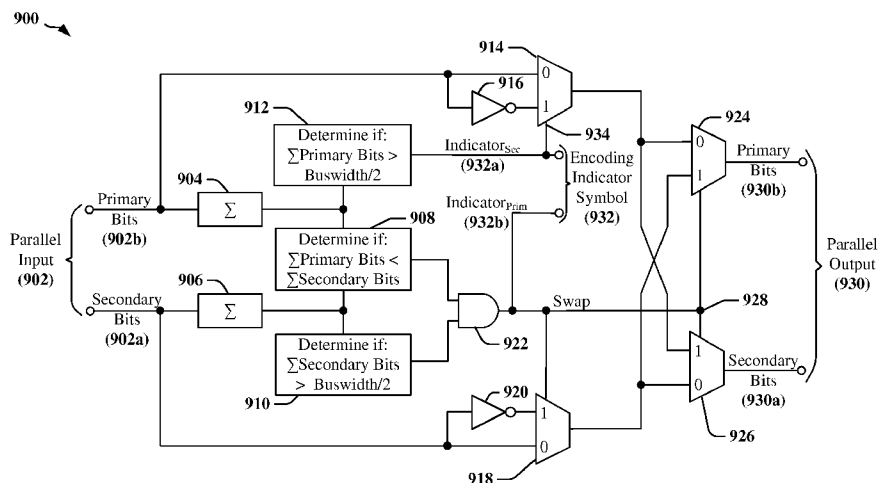 900
914
916
0
1
912
Determine if:
∑Primary Bits >
Buswidth/2
Indicator_Sec
(932a)
934
Encoding
Indicator
Symbol
(932)
924
0
1
Primary
Bits
(930b)
904
∑
Primary
Bits
(902b)
908
Indicator_Prim
(932b)
Parallel
Input
(902)
Determine if:
∑Primary Bits <
∑Secondary Bits
Parallel
Output
(930)
906
∑
Secondary
Bits
(902a)
922
Swap
928
Determine if:
∑Secondary Bits
> Buswidth/2
910
1
0
Secondary
Bits
(930a)
926
920
1
0
918